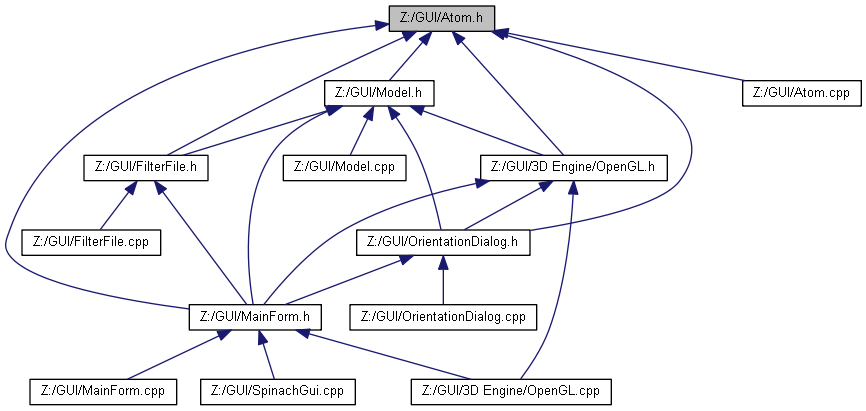 Z:/GUI/Atom.h
Z:/GUI/Model.h
Z:/GUI/Atom.cpp
Z:/GUI/FilterFile.h
Z:/GUI/Model.cpp
Z:/GUI/3D Engine/OpenGL.h
Z:/GUI/FilterFile.cpp
Z:/GUI/OrientationDialog.h
Z:/GUI/MainForm.h
Z:/GUI/OrientationDialog.cpp
Z:/GUI/MainForm.cpp
Z:/GUI/SpinachGui.cpp
Z:/GUI/3D Engine/OpenGL.cpp